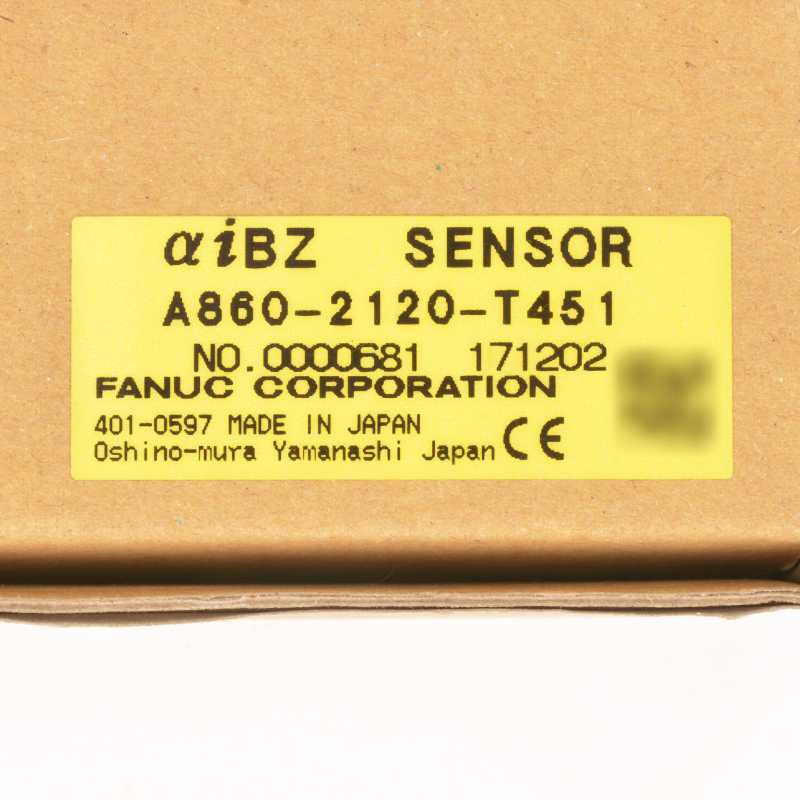 αiBZ SENSOR
A860-2120-T451
NO.0000681 171202
FANUC CORPORATION
401-0597 MADE IN JAPAN
Oshino-mura Yamanashi Japan CE